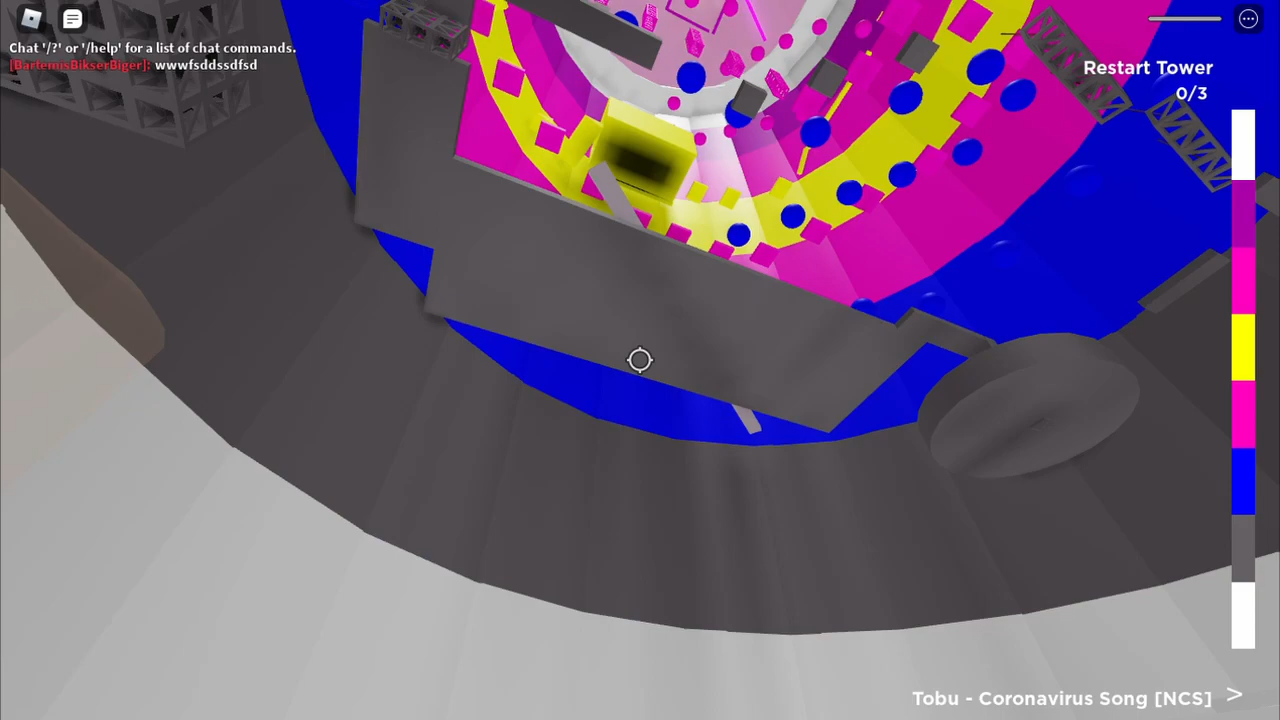 Chat '/?' or '/help' for a list of chat commands.
[BartemisBikserBiger]: wwwfsddssdfsd
Restart Tower
0/3
Tobu - Coronavirus Song [NCS] >